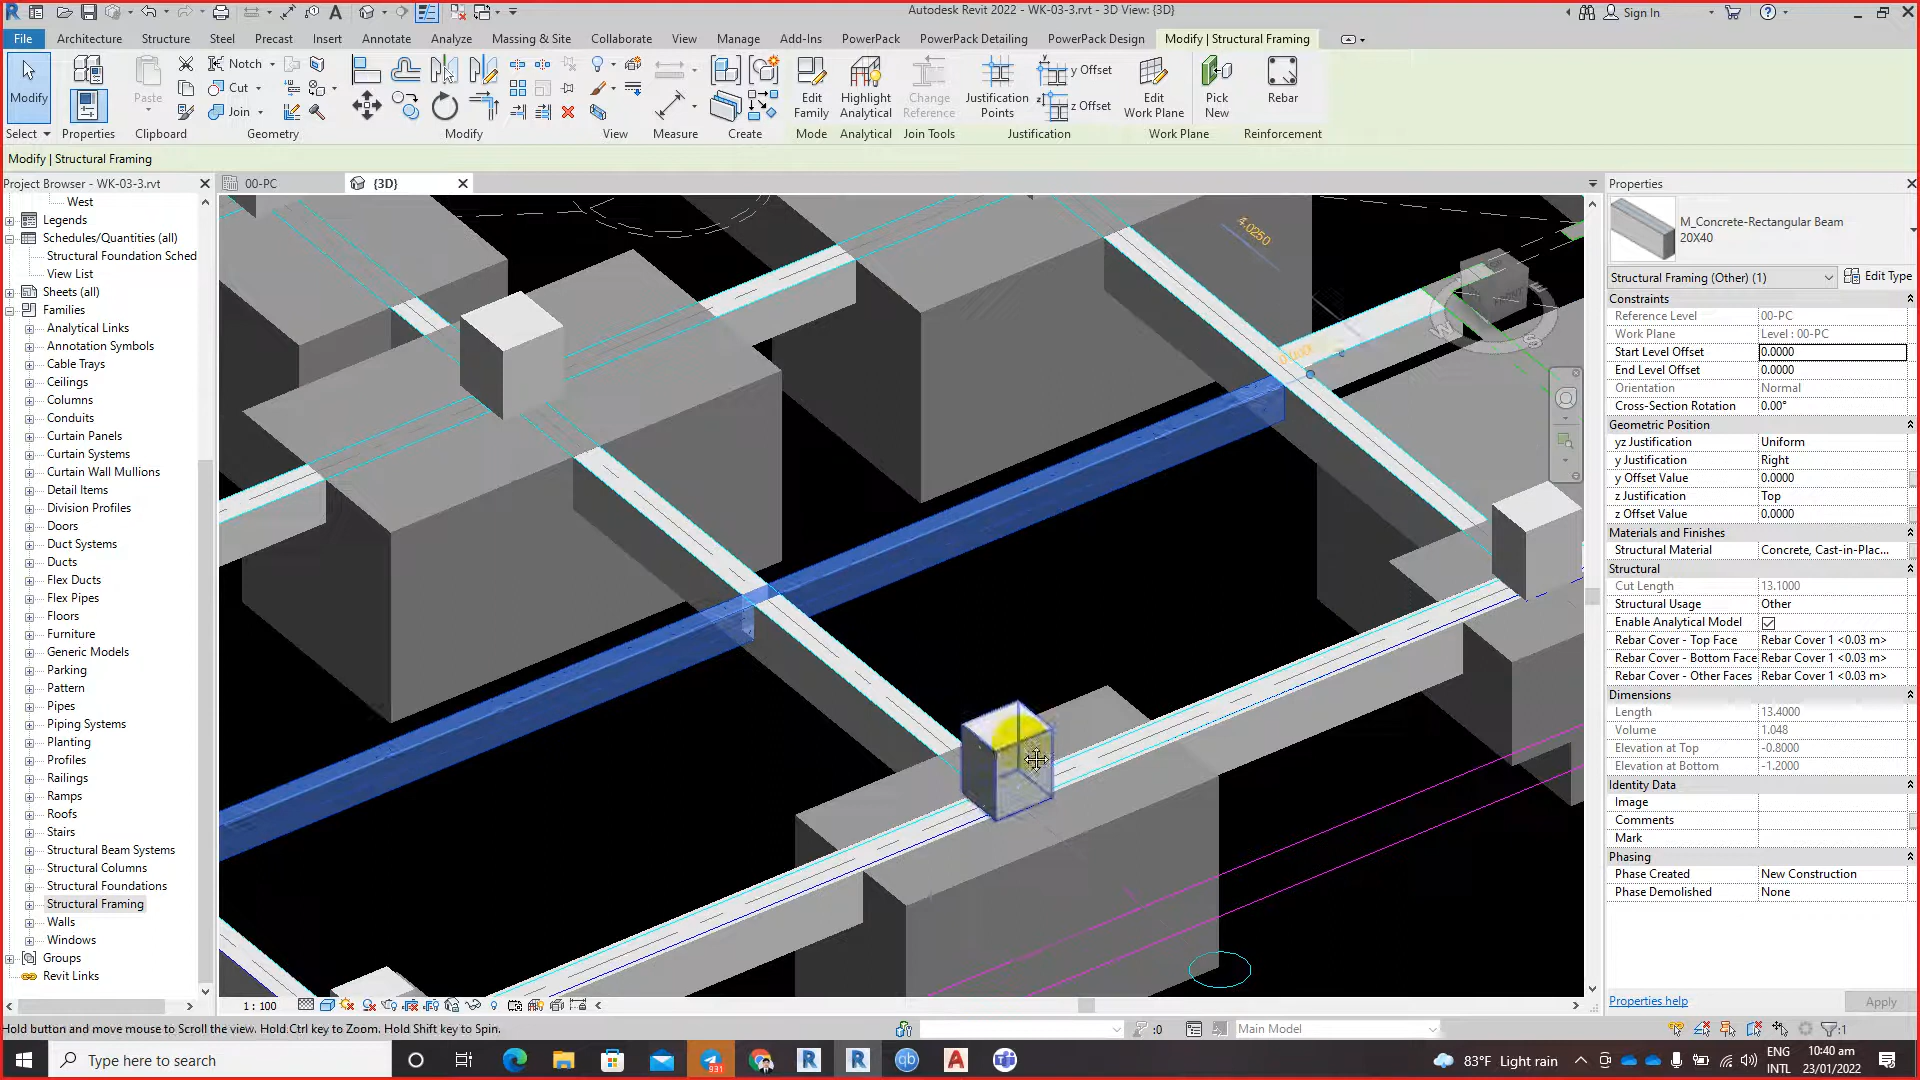 Autodesk Revit 2022 - WK-03-3.rvt - 3D View: {3D}
Sign In
File Architecture Structure Steel Precast Insert Annotate Analyze Massing & Site Collaborate View Manage Add-Ins PowerPack PowerPack Detailing PowerPack Design Modify | Structural Framing
Modify
Paste
Notch
Cut
Join
Edit Family
Highlight Analytical
Change Reference
Justification Points
y Offset
z Offset
Edit Work Plane
Pick New
Rebar
Select Properties Clipboard Geometry Modify View Measure Create Mode Analytical Join Tools Justification Work Plane Reinforcement
Modify | Structural Framing
Project Browser - WK-03-3.rvt
West
Legends
Schedules/Quantities (all)
Structural Foundation Sched
View List
Sheets (all)
Families
Analytical Links
Annotation Symbols
Cable Trays
Ceilings
Columns
Conduits
Curtain Panels
Curtain Systems
Curtain Wall Mullions
Detail Items
Division Profiles
Doors
Duct Systems
Ducts
Flex Ducts
Flex Pipes
Floors
Furniture
Generic Models
Parking
Pattern
Pipes
Piping Systems
Planting
Profiles
Railings
Ramps
Roofs
Stairs
Structural Beam Systems
Structural Columns
Structural Foundations
Structural Framing
Walls
Windows
Groups
Revit Links
00-PC
{3D}
4.0250
W
E
S
Properties
M_Concrete-Rectangular Beam
20X40
Structural Framing (Other) (1) Edit Type
Constraints
Reference Level 00-PC
Work Plane Level : 00-PC
Start Level Offset 0.0000
End Level Offset 0.0000
Orientation Normal
Cross-Section Rotation 0.00°
Geometric Position
yz Justification Uniform
y Justification Right
y Offset Value 0.0000
z Justification Top
z Offset Value 0.0000
Materials and Finishes
Structural Material Concrete, Cast-in-Plac...
Structural
Cut Length 13.1000
Structural Usage Other
Enable Analytical Model
Rebar Cover - Top Face Rebar Cover 1 <0.03 m>
Rebar Cover - Bottom Face Rebar Cover 1 <0.03 m>
Rebar Cover - Other Faces Rebar Cover 1 <0.03 m>
Dimensions
Length 13.4000
Volume 1.048
Elevation at Top -0.8000
Elevation at Bottom -1.2000
Identity Data
Image
Comments
Mark
Phasing
Phase Created New Construction
Phase Demolished None
Properties help Apply
1 : 100
Hold button and move mouse to Scroll the view. Hold Ctrl key to Zoom. Hold Shift key to Spin.
:0
Main Model
:1
Type here to search
931
83°F Light rain
ENG
INTL
10:40 am
23/01/2022